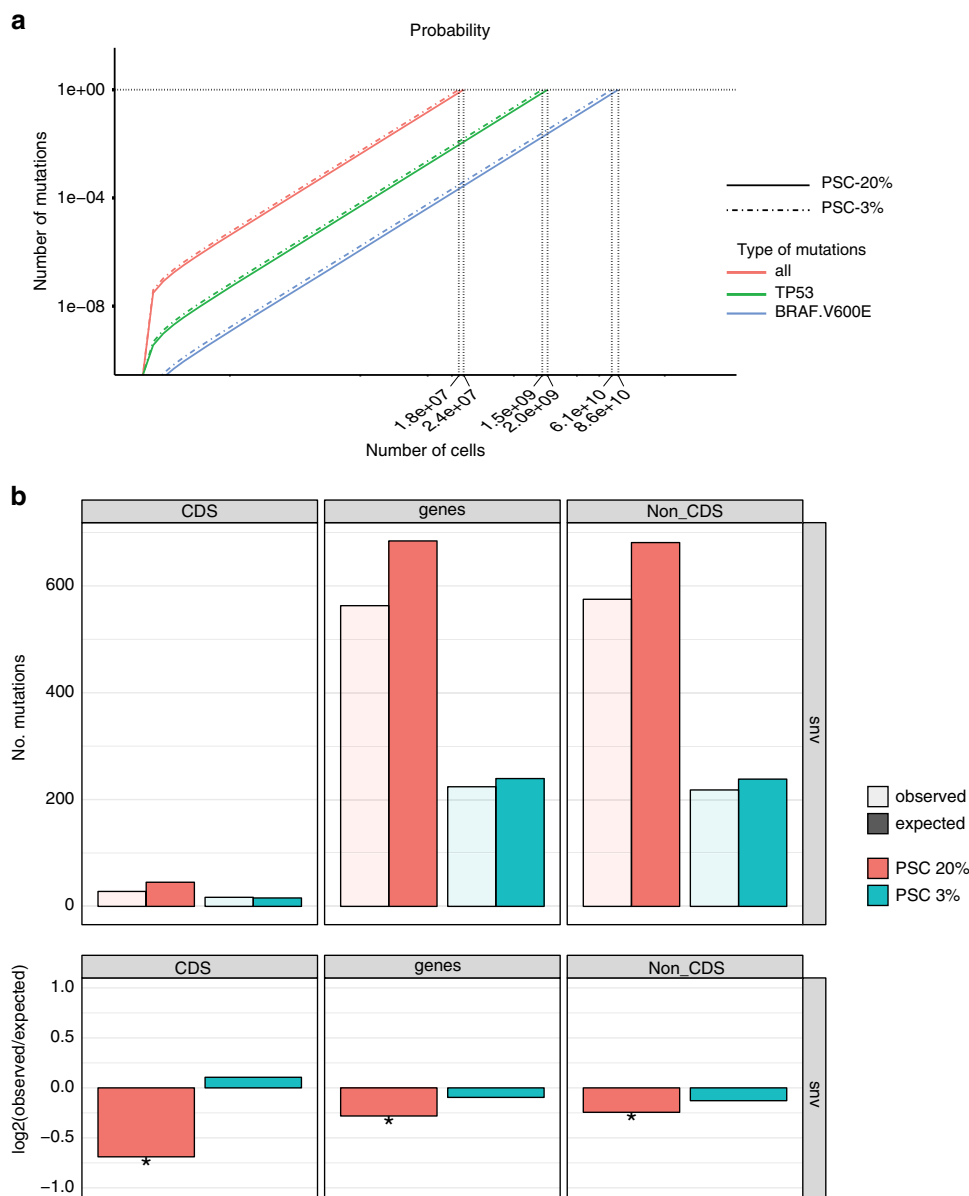 a
Probability
Number of mutations
1e+00
1e−04
1e−08
1.8e+07
2.4e+07
1.5e+09
2.0e+09
6.1e+10
8.6e+10
Number of cells
PSC-20%
PSC-3%
Type of mutations
all
TP53
BRAF.V600E
b
CDS
genes
Non_CDS
No. mutations
600
400
200
0
snv
observed
expected
PSC 20%
PSC 3%
CDS
genes
Non_CDS
log2(observed/expected)
1.0
0.5
0.0
−0.5
−1.0
*
*
*
snv